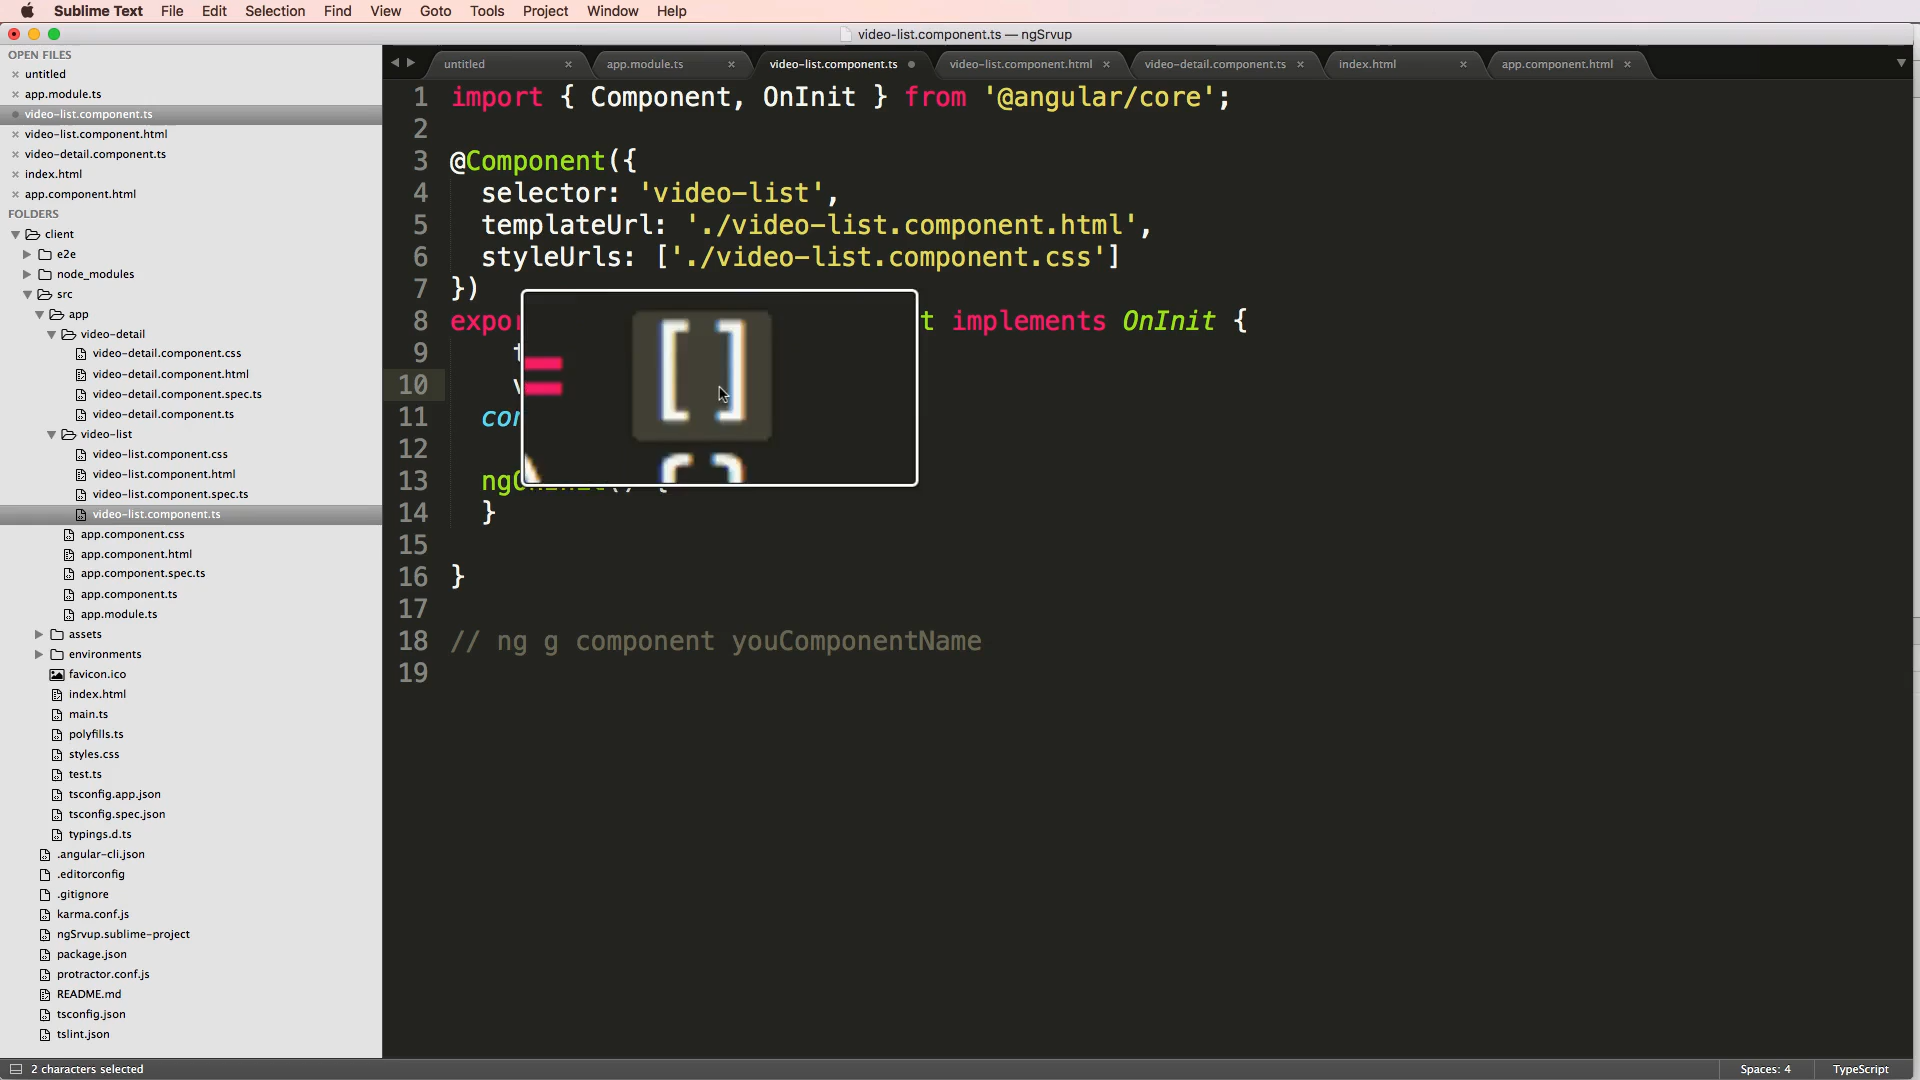 Sublime Text File Edit Selection Find View Goto Tools Project Window Help
video-list.component.ts — ngSrvup
OPEN FILES
untitled
app.module.ts
video-list.component.ts
video-list.component.html
video-detail.component.ts
index.html
app.component.html
FOLDERS
client
e2e
node_modules
src
app
video-detail
video-detail.component.css
video-detail.component.html
video-detail.component.spec.ts
video-detail.component.ts
video-list
video-list.component.css
video-list.component.html
video-list.component.spec.ts
video-list.component.ts
app.component.css
app.component.html
app.component.spec.ts
app.component.ts
app.module.ts
assets
environments
favicon.ico
index.html
main.ts
polyfills.ts
styles.css
test.ts
tsconfig.app.json
tsconfig.spec.json
typings.d.ts
.angular-cli.json
.editorconfig
.gitignore
karma.conf.js
ngSrvup.sublime-project
package.json
protractor.conf.js
README.md
tsconfig.json
tslint.json
untitled app.module.ts video-list.component.ts video-list.component.html video-detail.component.ts index.html app.component.html
1 import { Component, OnInit } from '@angular/core';
2
3 @Component({
4 selector: 'video-list',
5 templateUrl: './video-list.component.html',
6 styleUrls: ['./video-list.component.css']
7 })
8 implements OnInit {
9
10
= []
11
12
13
14 }
15
16 }
17
18 // ng g component youComponentName
19
2 characters selected Spaces: 4 TypeScript